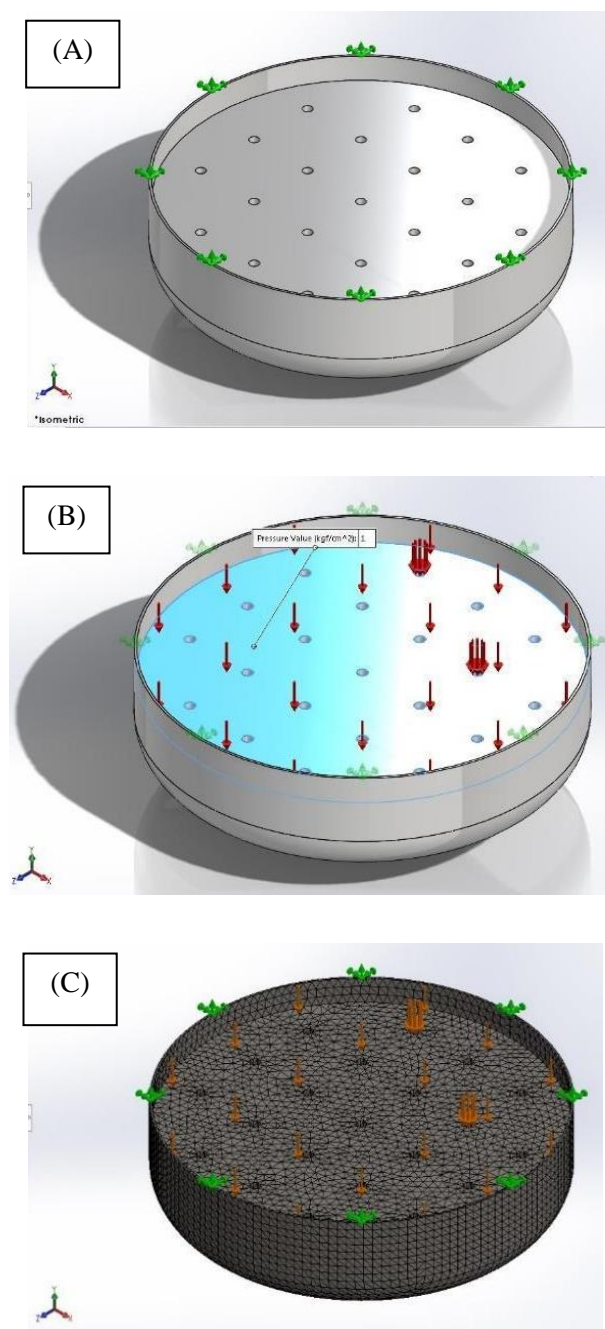 (A)
Y
Z
X
*Isometric
(B)
Pressure Value (kgf/cm^2): 1
Y
Z
X
(C)
Y
Z
X